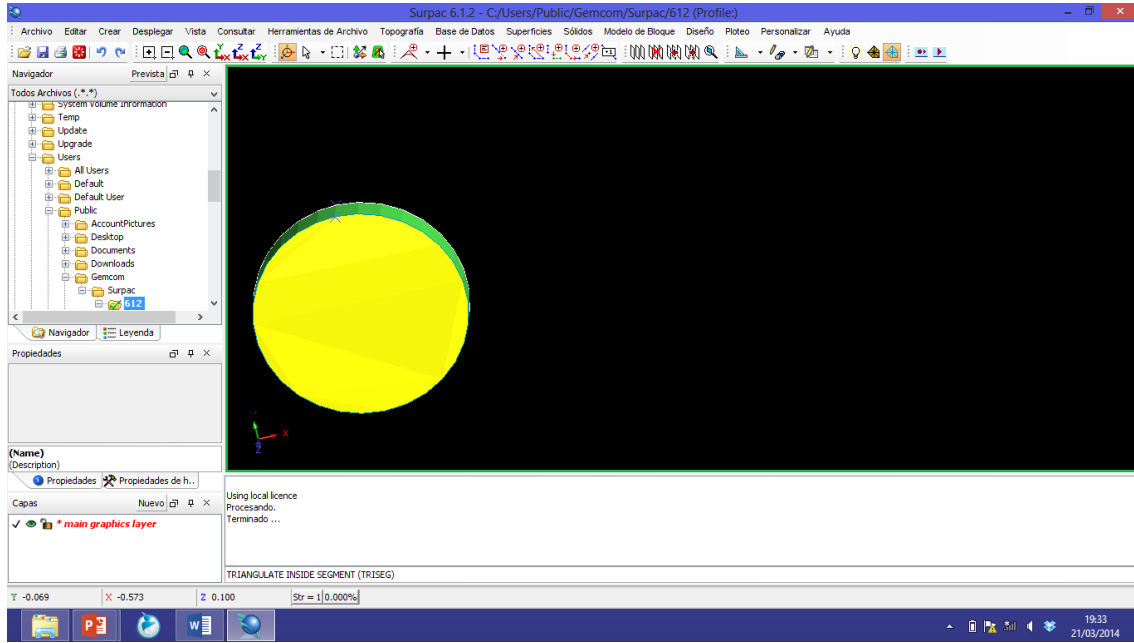 Surpac 6.1.2 - C:/Users/Public/Gemcom/Surpac/612 (Profile:)
Archivo Editar Crear Desplegar Vista Consultar Herramientas de Archivo Topografía Base de Datos Superficies Sólidos Modelo de Bloque Diseño Ploteo Personalizar Ayuda
Navegador Prevista
Todos Archivos (.*.*)
System Volume Information
Temp
Update
Upgrade
Users
All Users
Default
Default User
Public
AccountPictures
Desktop
Documents
Downloads
Gemcom
Surpac
612
Navigador Leyenda
Propiedades
(Name)
(Description)
Propiedades Propiedades de h..
Capas Nuevo
* main graphics layer
X
Z
Using local licence
Procesando.
Terminado ...
TRIANGULATE INSIDE SEGMENT (TRISEG)
Y -0.069 X -0.573 Z 0.100 Str = 1 0.000%
19:33
21/03/2014